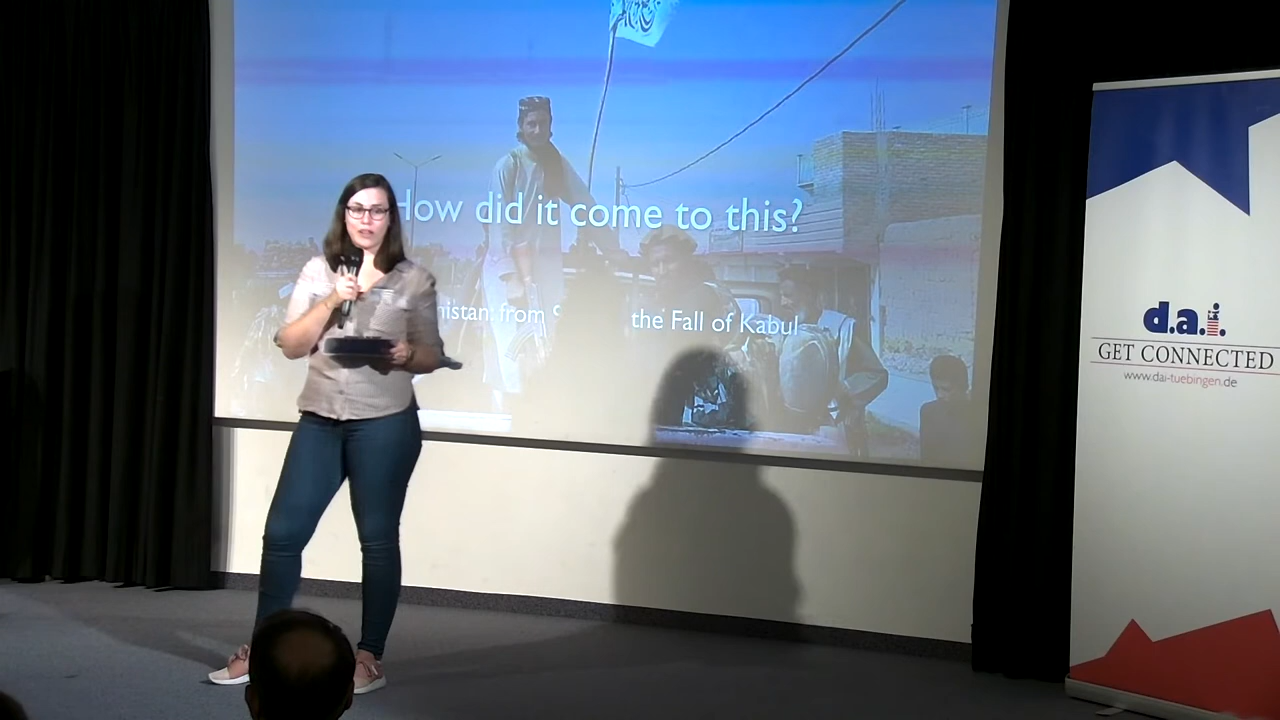 How did it come to this?
nistan: from
the Fall of Kabul
d.a.i.
GET CONNECTED
www.dai-tuebingen.de